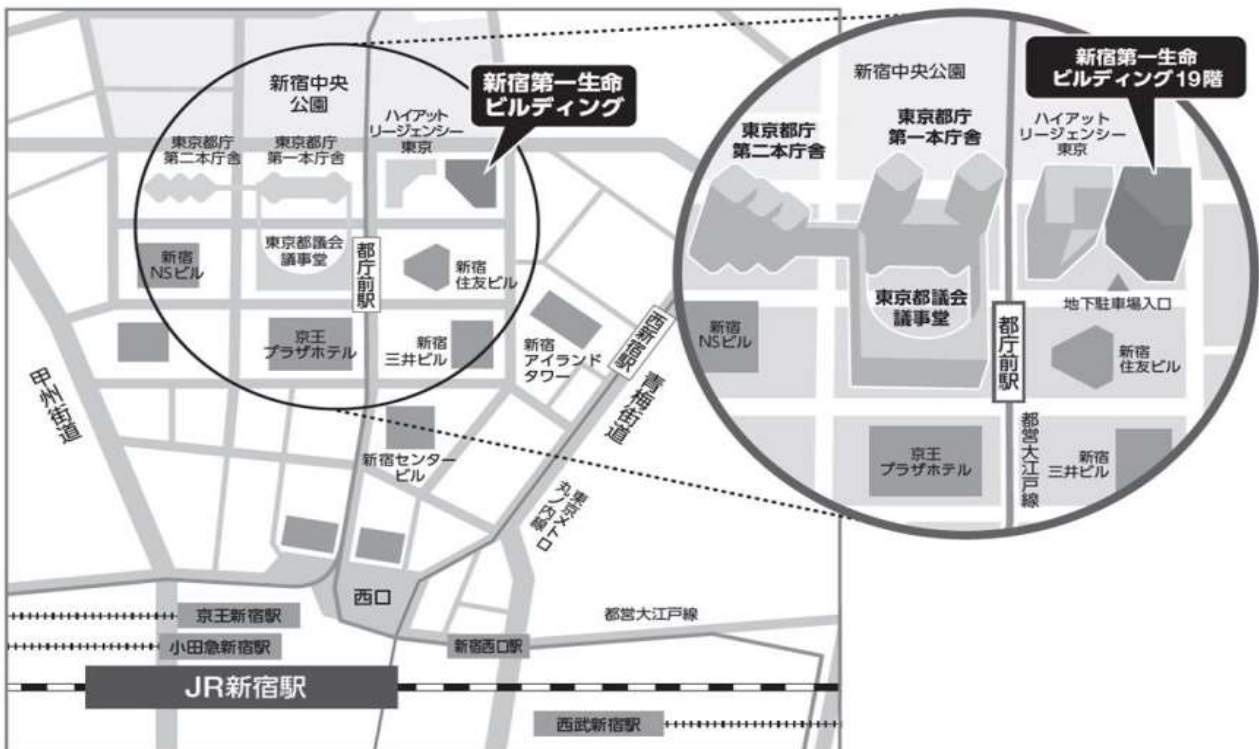 新宿中央
公園
新宿第一生命
ビルディング
ハイアット
リージェンシー
東京
東京都庁
第二本庁舎
東京都庁
第一本庁舎
東京都議会
議事堂
都庁前駅
新宿
NSビル
新宿
住友ビル
京王
プラザホテル
新宿
三井ビル
新宿
アイランド
タワー
西新宿駅
青梅街道
甲州街道
新宿センター
ビル
東京メトロ
丸ノ内線
西口
京王新宿駅
小田急新宿駅
新宿西口駅
都営大江戸線
JR新宿駅
西武新宿駅
新宿中央公園
新宿第一生命
ビルディング19階
東京都庁
第二本庁舎
東京都庁
第一本庁舎
ハイアット
リージェンシー
東京
東京都議会
議事堂
地下駐車場入口
新宿
NSビル
都庁前駅
新宿
住友ビル
京王
プラザホテル
都営大江戸線
新宿
三井ビル